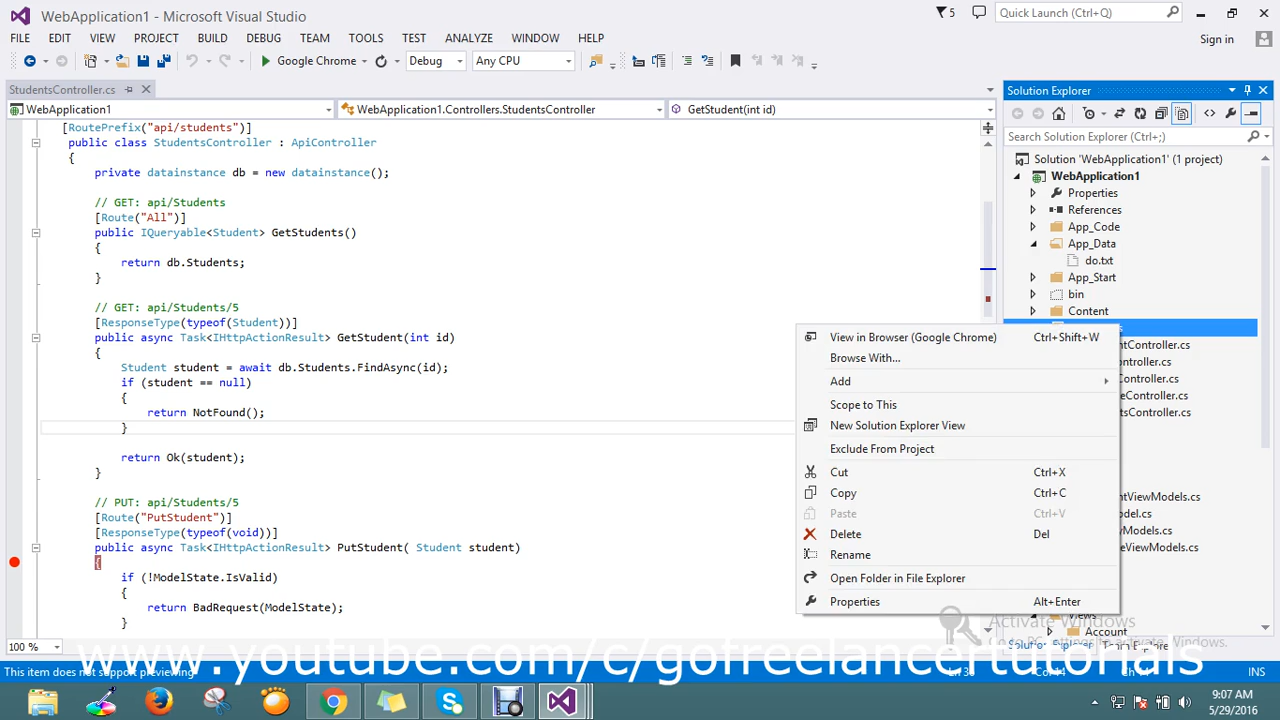 WebApplication1 - Microsoft Visual Studio
5
Quick Launch (Ctrl+Q)
FILE EDIT VIEW PROJECT BUILD DEBUG TEAM TOOLS TEST ANALYZE WINDOW HELP
Sign in
Google Chrome Debug Any CPU
StudentsController.cs
WebApplication1 WebApplication1.Controllers.StudentsController GetStudent(int id)
[RoutePrefix("api/students")]
public class StudentsController : ApiController
{
private datainstance db = new datainstance();
// GET: api/Students
[Route("All")]
public IQueryable<Student> GetStudents()
{
return db.Students;
}
// GET: api/Students/5
[ResponseType(typeof(Student))]
public async Task<IHttpActionResult> GetStudent(int id)
{
Student student = await db.Students.FindAsync(id);
if (student == null)
{
return NotFound();
}
return Ok(student);
}
// PUT: api/Students/5
[Route("PutStudent")]
[ResponseType(typeof(void))]
public async Task<IHttpActionResult> PutStudent( Student student)
{
if (!ModelState.IsValid)
{
return BadRequest(ModelState);
}
100 %
Solution Explorer
Search Solution Explorer (Ctrl+;)
Solution 'WebApplication1' (1 project)
WebApplication1
Properties
References
App_Code
App_Data
do.txt
App_Start
bin
Content
View in Browser (Google Chrome) Ctrl+Shift+W
Browse With...
Add
Scope to This
New Solution Explorer View
Exclude From Project
Cut Ctrl+X
Copy Ctrl+C
Paste Ctrl+V
Delete Del
Rename
Open Folder in File Explorer
Properties Alt+Enter
Views
Account
Activate Windows
Solution Explorer
This item does not support previewing
INS
www.youtube.com/c/gofreelancertutorials
9:07 AM
5/29/2016